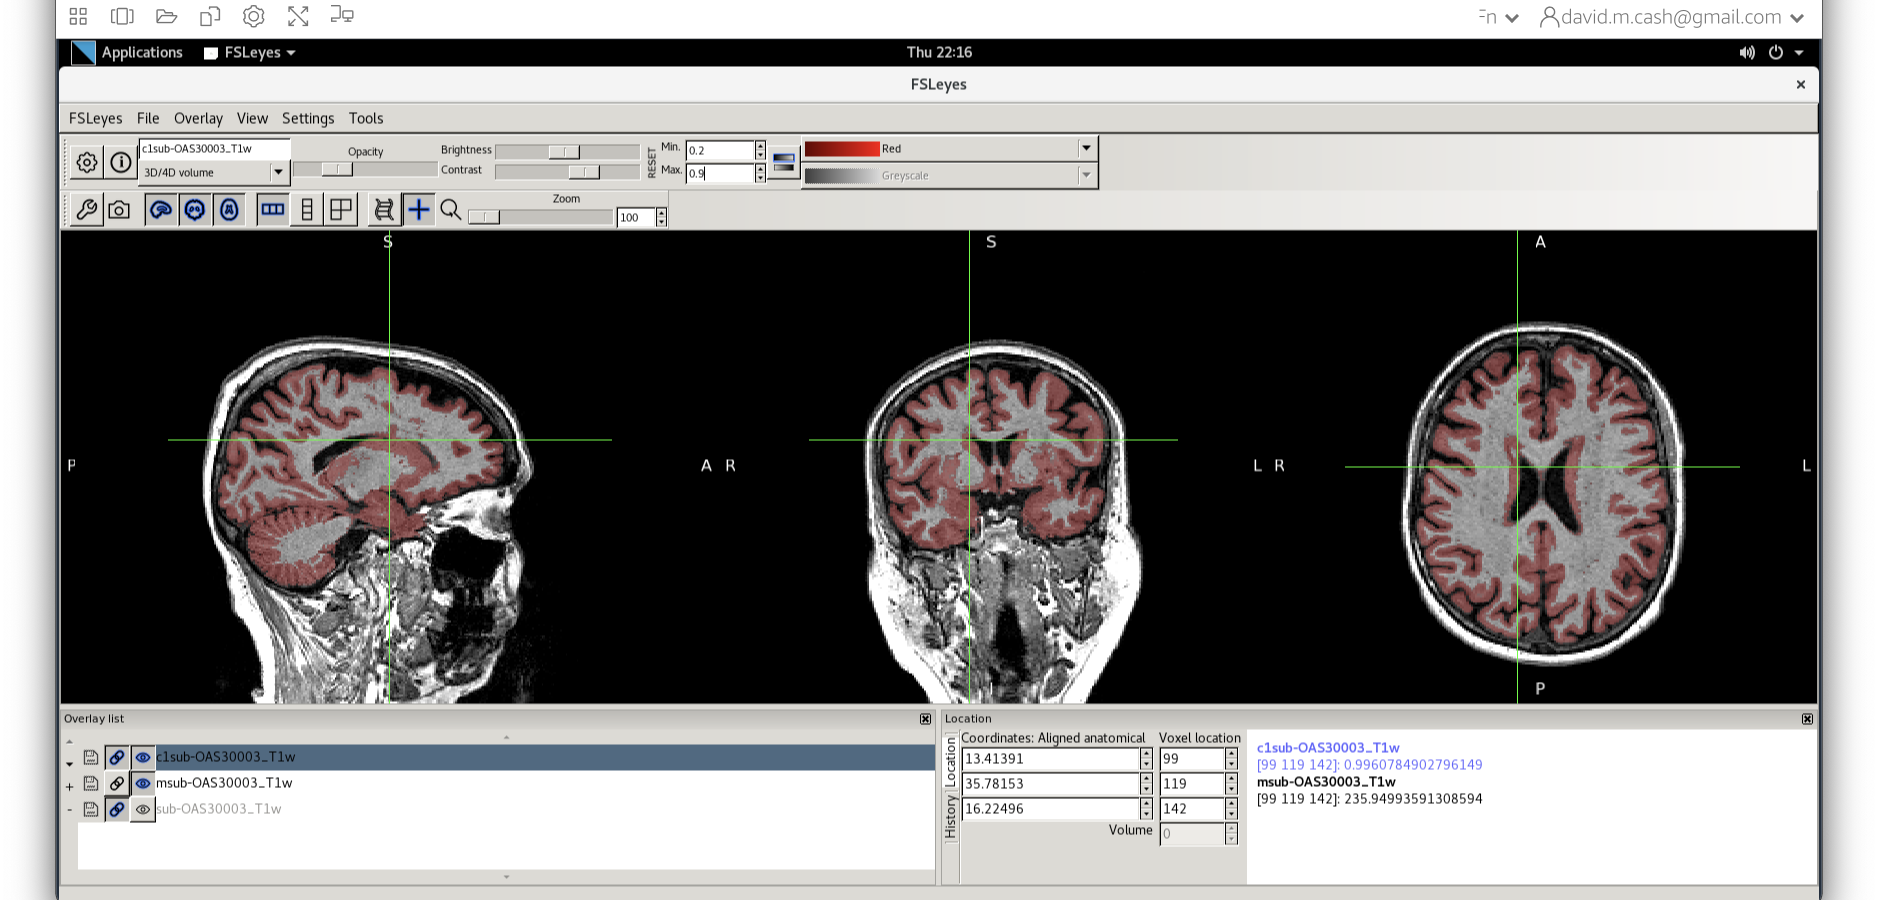 david.m.cash@gmail.com
Applications FSLeyes Thu 22:16
FSLeyes
FSLeyes File Overlay View Settings Tools
c1sub-OAS30003_T1w
3D/4D volume
Opacity
Brightness
Contrast
RESET
Min. 0.2
Max. 0.9
Red
Greyscale
Zoom
100
S
S
A
P
A R
L R
L
P
Overlay list
c1sub-OAS30003_T1w
msub-OAS30003_T1w
sub-OAS30003_T1w
Location
Location
History
Coordinates: Aligned anatomical Voxel location
13.41391 99
35.78153 119
16.22496 142
Volume 0
c1sub-OAS30003_T1w
[99 119 142]: 0.9960784902796149
msub-OAS30003_T1w
[99 119 142]: 235.94993591308594